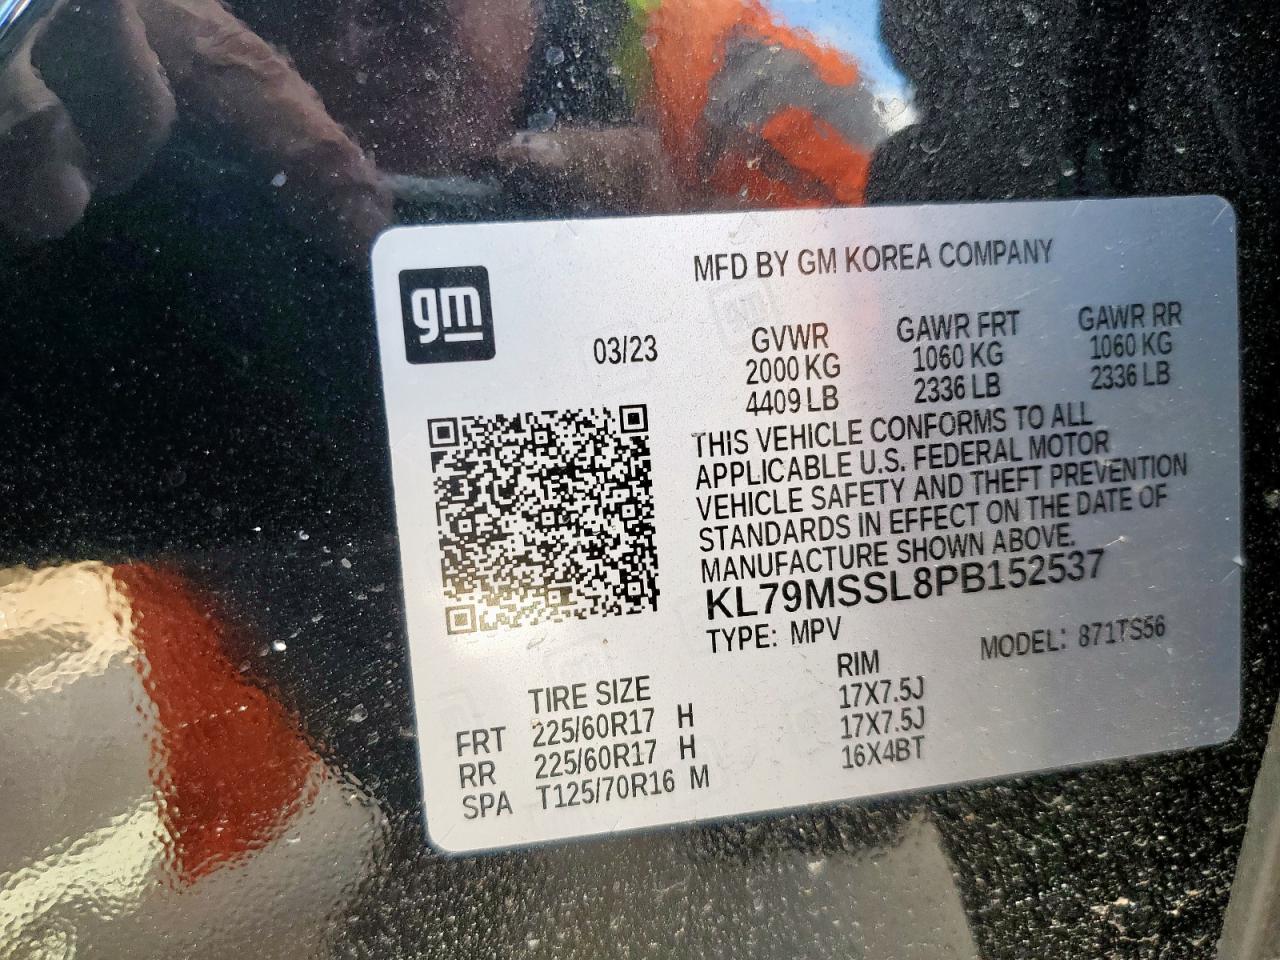 gm
MFD BY GM KOREA COMPANY
03/23
GVWR GAWR FRT GAWR RR
2000 KG 1060 KG 1060 KG
4409 LB 2336 LB 2336 LB
THIS VEHICLE CONFORMS TO ALL
APPLICABLE U.S. FEDERAL MOTOR
VEHICLE SAFETY AND THEFT PREVENTION
STANDARDS IN EFFECT ON THE DATE OF
MANUFACTURE SHOWN ABOVE.
KL79MSSL8PB152537
TYPE: MPV MODEL: 871TS56
TIRE SIZE RIM
FRT 225/60R17 H 17X7.5J
RR 225/60R17 H 17X7.5J
SPA T125/70R16 M 16X4BT